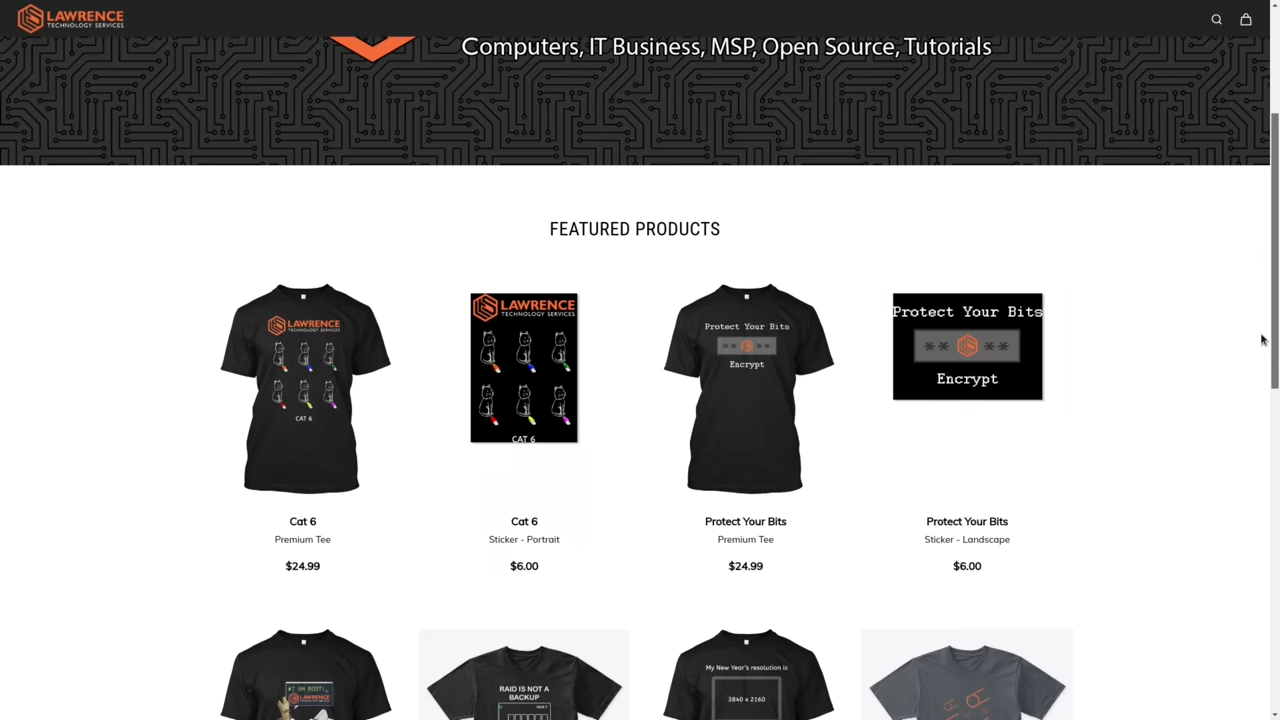 LAWRENCE
TECHNOLOGY SERVICES
Computers, IT Business, MSP, Open Source, Tutorials
FEATURED PRODUCTS
LAWRENCE
TECHNOLOGY SERVICES
CAT 6
LAWRENCE
TECHNOLOGY SERVICES
CAT 6
Protect Your Bits
** **
Encrypt
Protect Your Bits
** **
Encrypt
Cat 6
Premium Tee
$24.99
Cat 6
Sticker - Portrait
$6.00
Protect Your Bits
Premium Tee
$24.99
Protect Your Bits
Sticker - Landscape
$6.00
#I AM ROOT!
LAWRENCE
RAID IS NOT A
BACKUP
My New Year's resolution is
3840 x 2160